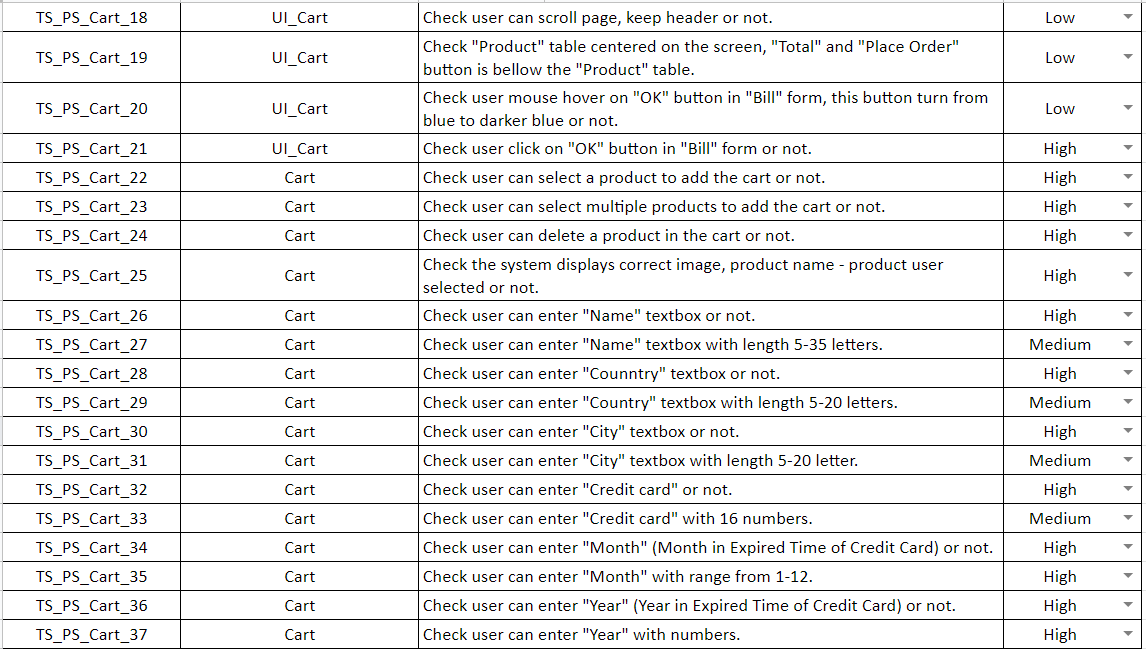 TS_PS_Cart_18 UI_Cart Check user can scroll page, keep header or not. Low
TS_PS_Cart_19 UI_Cart Check "Product" table centered on the screen, "Total" and "Place Order" Low
button is bellow the "Product" table.
TS_PS_Cart_20 UI_Cart Check user mouse hover on "OK" button in "Bill" form, this button turn from Low
blue to darker blue or not.
TS_PS_Cart_21 UI_Cart Check user click on "OK" button in "Bill" form or not. High
TS_PS_Cart_22 Cart Check user can select a product to add the cart or not. High
TS_PS_Cart_23 Cart Check user can select multiple products to add the cart or not. High
TS_PS_Cart_24 Cart Check user can delete a product in the cart or not. High
TS_PS_Cart_25 Cart Check the system displays correct image, product name - product user High
selected or not.
TS_PS_Cart_26 Cart Check user can enter "Name" textbox or not. High
TS_PS_Cart_27 Cart Check user can enter "Name" textbox with length 5-35 letters. Medium
TS_PS_Cart_28 Cart Check user can enter "Counntry" textbox or not. High
TS_PS_Cart_29 Cart Check user can enter "Country" textbox with length 5-20 letters. Medium
TS_PS_Cart_30 Cart Check user can enter "City" textbox or not. High
TS_PS_Cart_31 Cart Check user can enter "City" textbox with length 5-20 letter. Medium
TS_PS_Cart_32 Cart Check user can enter "Credit card" or not. High
TS_PS_Cart_33 Cart Check user can enter "Credit card" with 16 numbers. Medium
TS_PS_Cart_34 Cart Check user can enter "Month" (Month in Expired Time of Credit Card) or not. High
TS_PS_Cart_35 Cart Check user can enter "Month" with range from 1-12. High
TS_PS_Cart_36 Cart Check user can enter "Year" (Year in Expired Time of Credit Card) or not. High
TS_PS_Cart_37 Cart Check user can enter "Year" with numbers. High